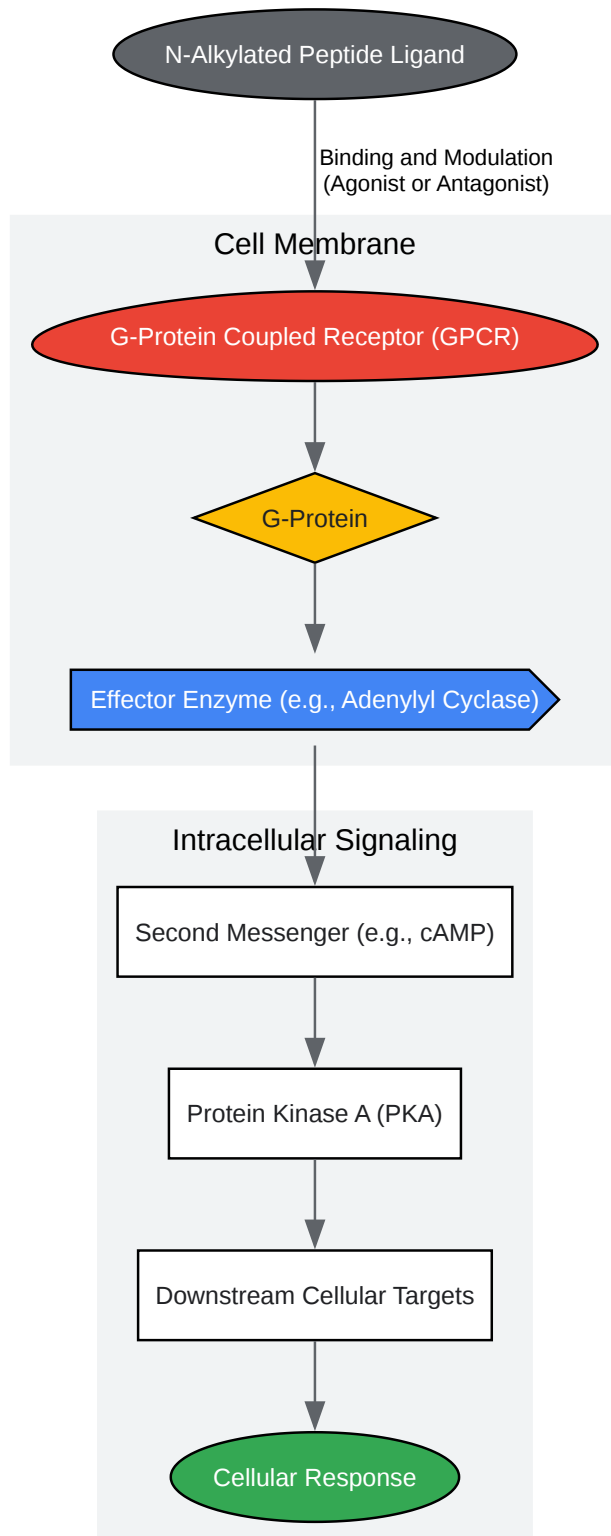 N-Alkylated Peptide Ligand
Binding and Modulation
(Agonist or Antagonist)
Cell Membrane
G-Protein Coupled Receptor (GPCR)
G-Protein
Effector Enzyme (e.g., Adenylyl Cyclase)
Intracellular Signaling
Second Messenger (e.g., cAMP)
Protein Kinase A (PKA)
Downstream Cellular Targets
Cellular Response